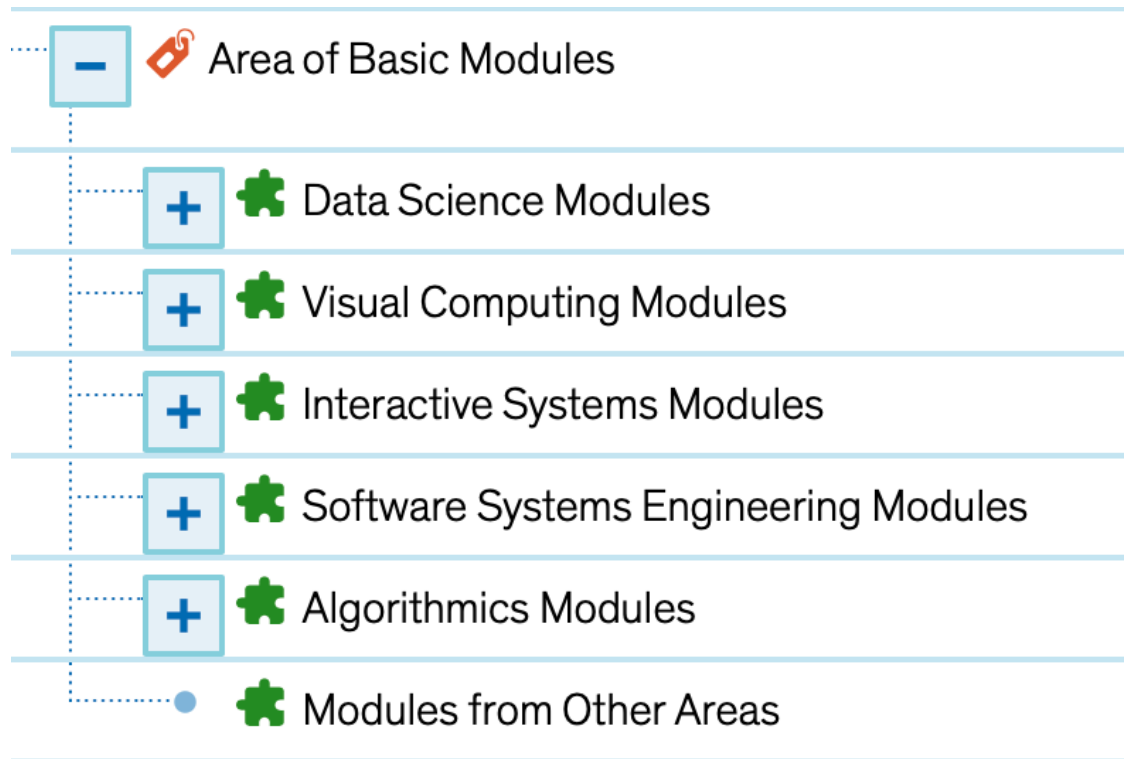 Area of Basic Modules
Data Science Modules
Visual Computing Modules
Interactive Systems Modules
Software Systems Engineering Modules
Algorithmics Modules
Modules from Other Areas